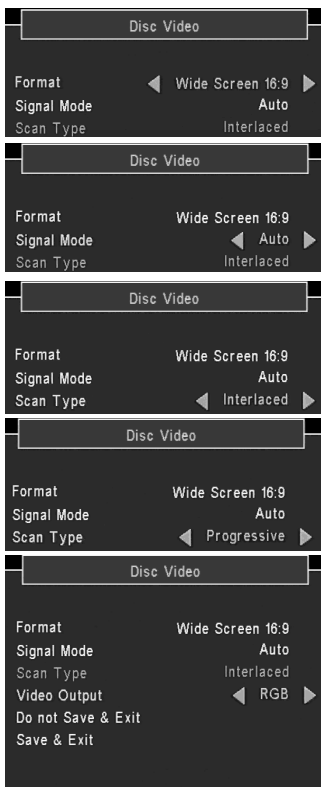 Disc Video
Format Wide Screen 16:9
Signal Mode Auto
Scan Type Interlaced
Disc Video
Format Wide Screen 16:9
Signal Mode Auto
Scan Type Interlaced
Disc Video
Format Wide Screen 16:9
Signal Mode Auto
Scan Type Interlaced
Disc Video
Format Wide Screen 16:9
Signal Mode Auto
Scan Type Progressive
Disc Video
Format Wide Screen 16:9
Signal Mode Auto
Scan Type Interlaced
Video Output RGB
Do not Save & Exit
Save & Exit